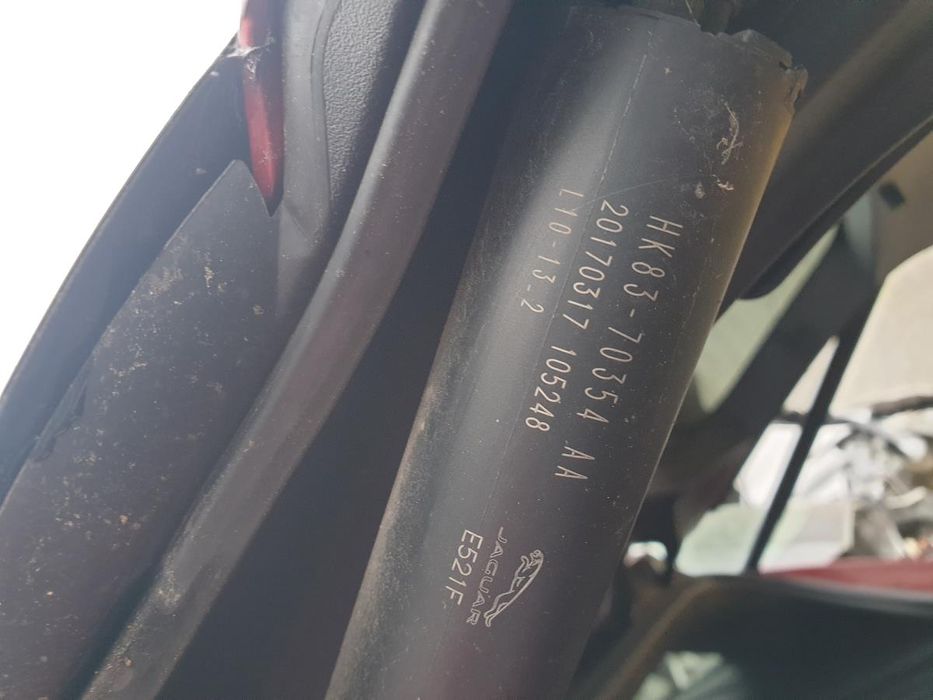 HK83-70354 AA
20170317 105248
L10-13-2
JAGUAR
E521F